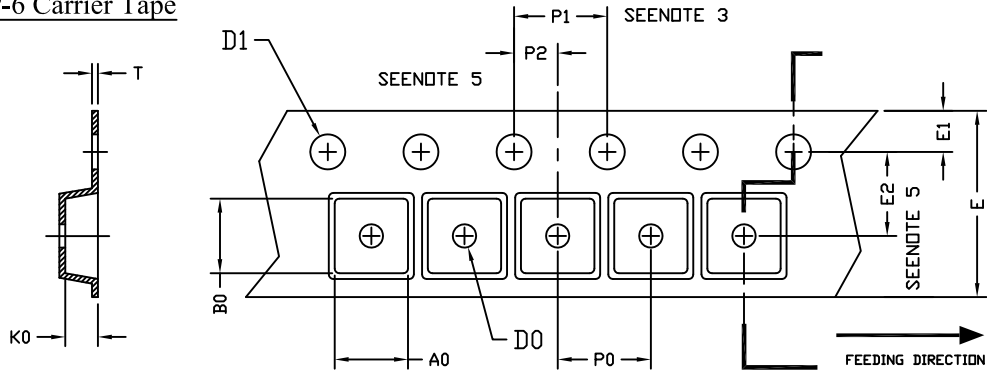 -6 Carrier Tape
P1
SEENOTE 3
D1
P2
T
SEENOTE 5
E1
E2
E
SEENOTE 5
B0
K0
A0
D0
P0
FEEDING DIRECTION